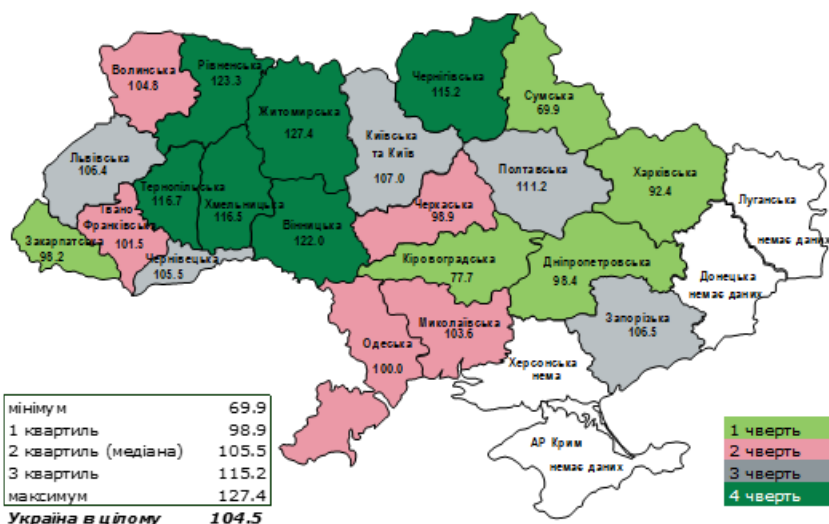 Волинська
104.8
Рівненська
123.3
Житомирська
127.4
Київська
та Київ
107.0
Чернігівська
115.2
Сумська
69.9
Львівська
106.4
Тернопільська
116.7
Хмельницька
116.5
Вінницька
122.0
Черкаська
98.9
Полтавська
111.2
Харківська
92.4
Луганська
немає даних
Закарпатська
98.2
Івано
Франківська
101.5
Чернівецька
105.5
Кіровоградська
77.7
Дніпропетровська
98.4
Донецька
немає даних
Одеська
100.0
Миколаївська
103.6
Запорізька
106.5
Херсонська
нема
АР Крим
немає даних
мінімум 69.9
1 квартиль 98.9
2 квартиль (медіана) 105.5
3 квартиль 115.2
максимум 127.4
Україна в цілому 104.5
1 чверть
2 чверть
3 чверть
4 чверть